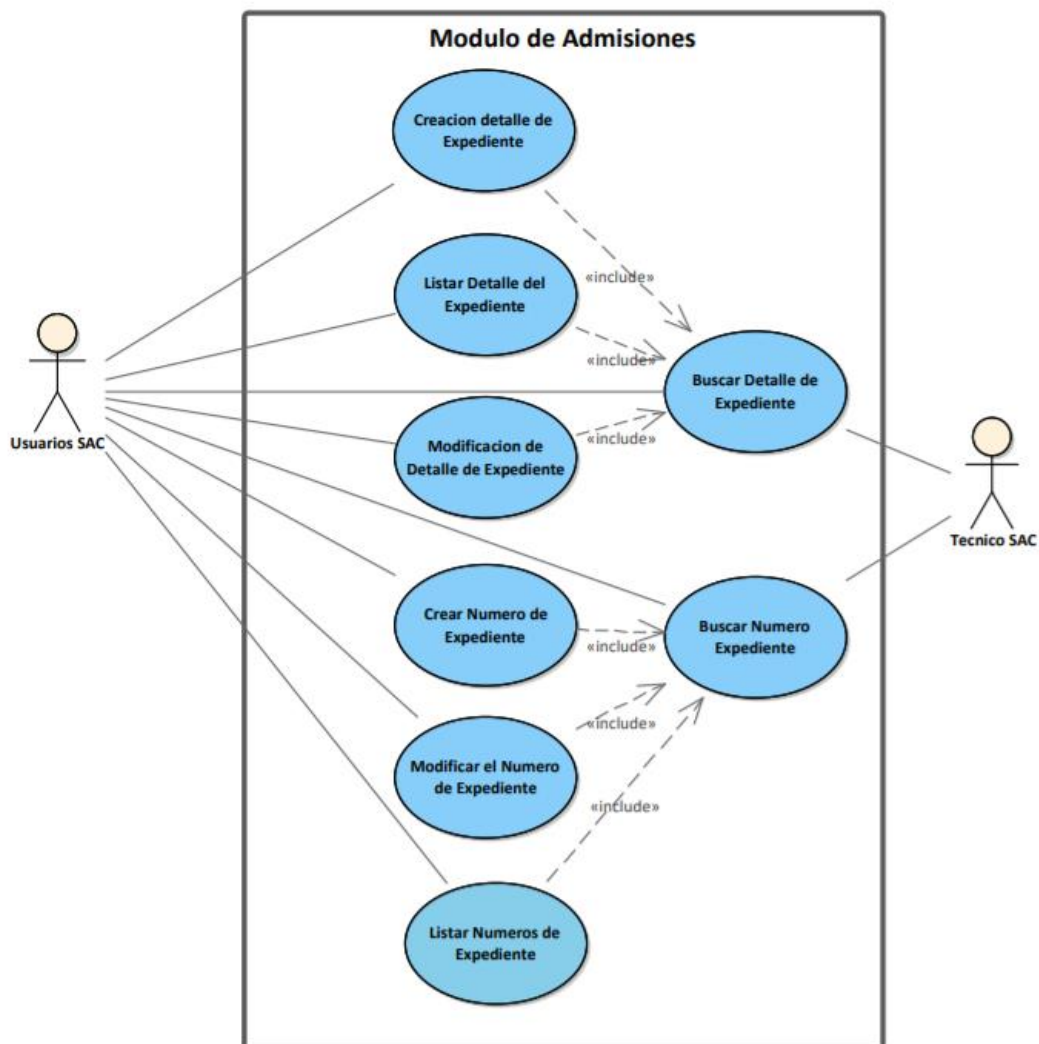 Modulo de Admisiones
Creacion detalle de
Expediente
Listar Detalle del
Expediente
«include»
«include»
Buscar Detalle de
Expediente
Usuarios SAC
Modificacion de
Detalle de Expediente
«include»
Tecnico SAC
Crear Numero de
Expediente
«include»
Buscar Numero
Expediente
Modificar el Numero
de Expediente
«include»
«include»
Listar Numeros de
Expediente